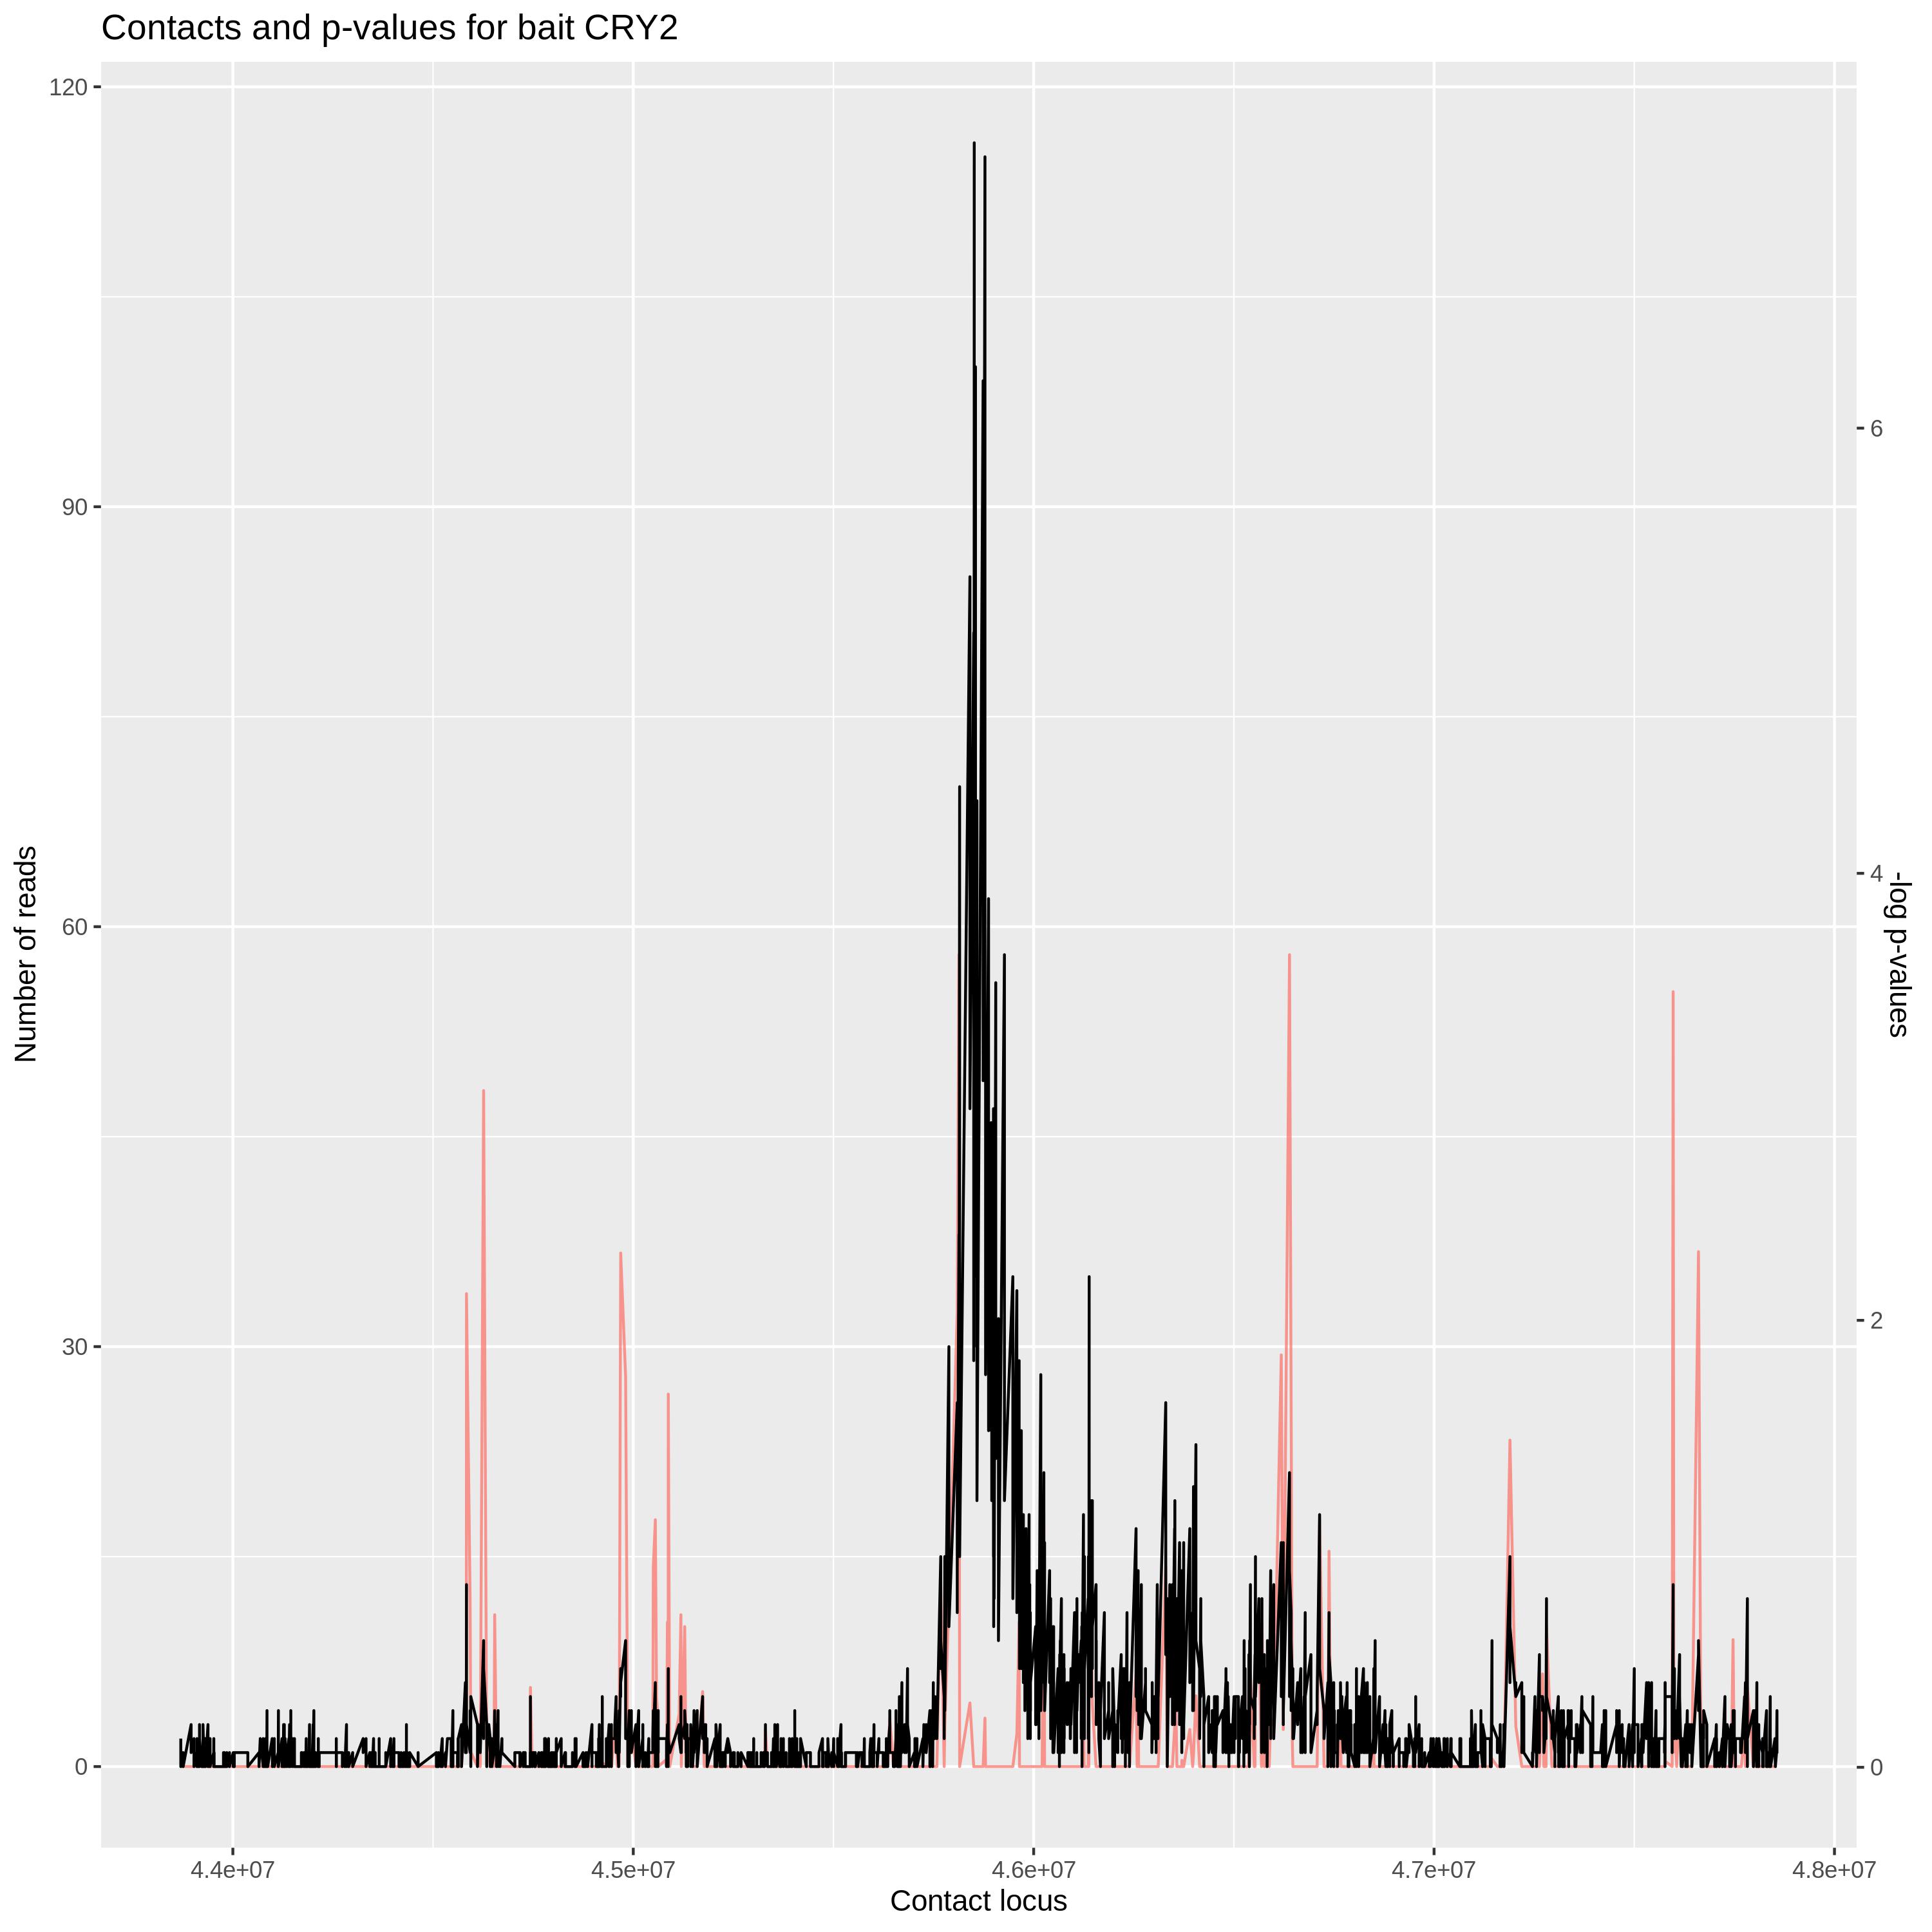 Contacts and p-values for bait CRY2
120
90
60
30
0
Number of reads
6
4
2
0
-log p-values
4.4e+07
4.5e+07
4.6e+07
4.7e+07
4.8e+07
Contact locus